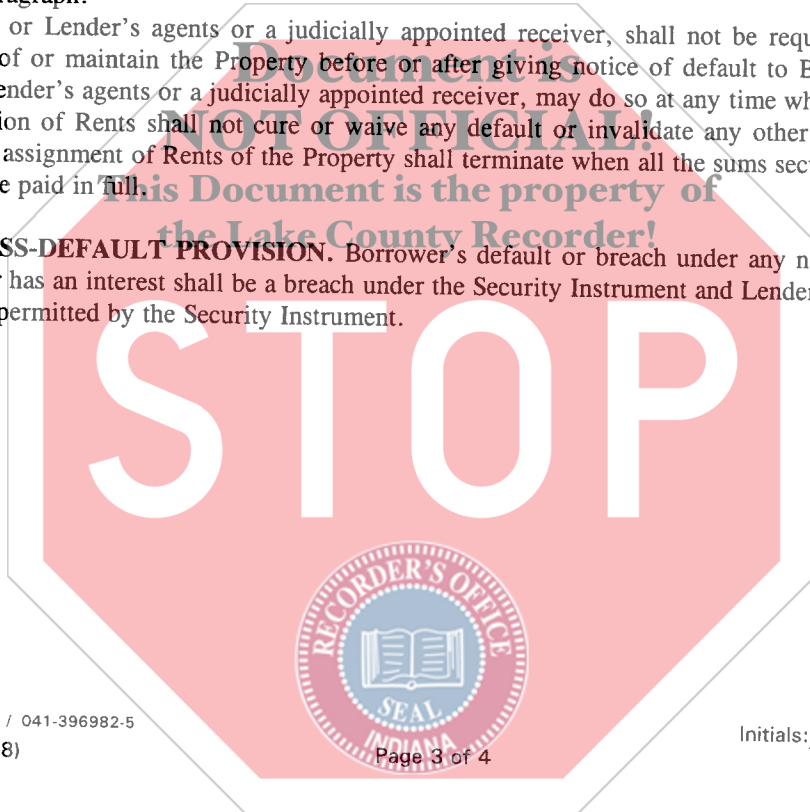 or Lender's agents or a judicially appointed receiver, shall not be requ
of or maintain the Property before or after giving notice of default to B
ender's agents or a judicially appointed receiver, may do so at any time wh
ion of Rents shall not cure or waive any default or invalidate any other
assignment of Rents of the Property shall terminate when all the sums sec
e paid in full.
Document is
NOT OFFICIAL!
This Document is the property of
the Lake County Recorder!
SS-DEFAULT PROVISION. Borrower's default or breach under any n
has an interest shall be a breach under the Security Instrument and Lender
permitted by the Security Instrument.
STOP
RECORDER'S OFFICE
SEAL
INDIANA
/ 041-396982-5
8)
Page 3 of 4
Initials: